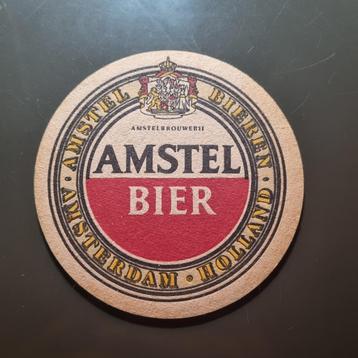 AMSTEL BIEREN · AMSTERDAM · HOLLAND ·
AMSTELBROUWERIJ
AMSTEL
BIER